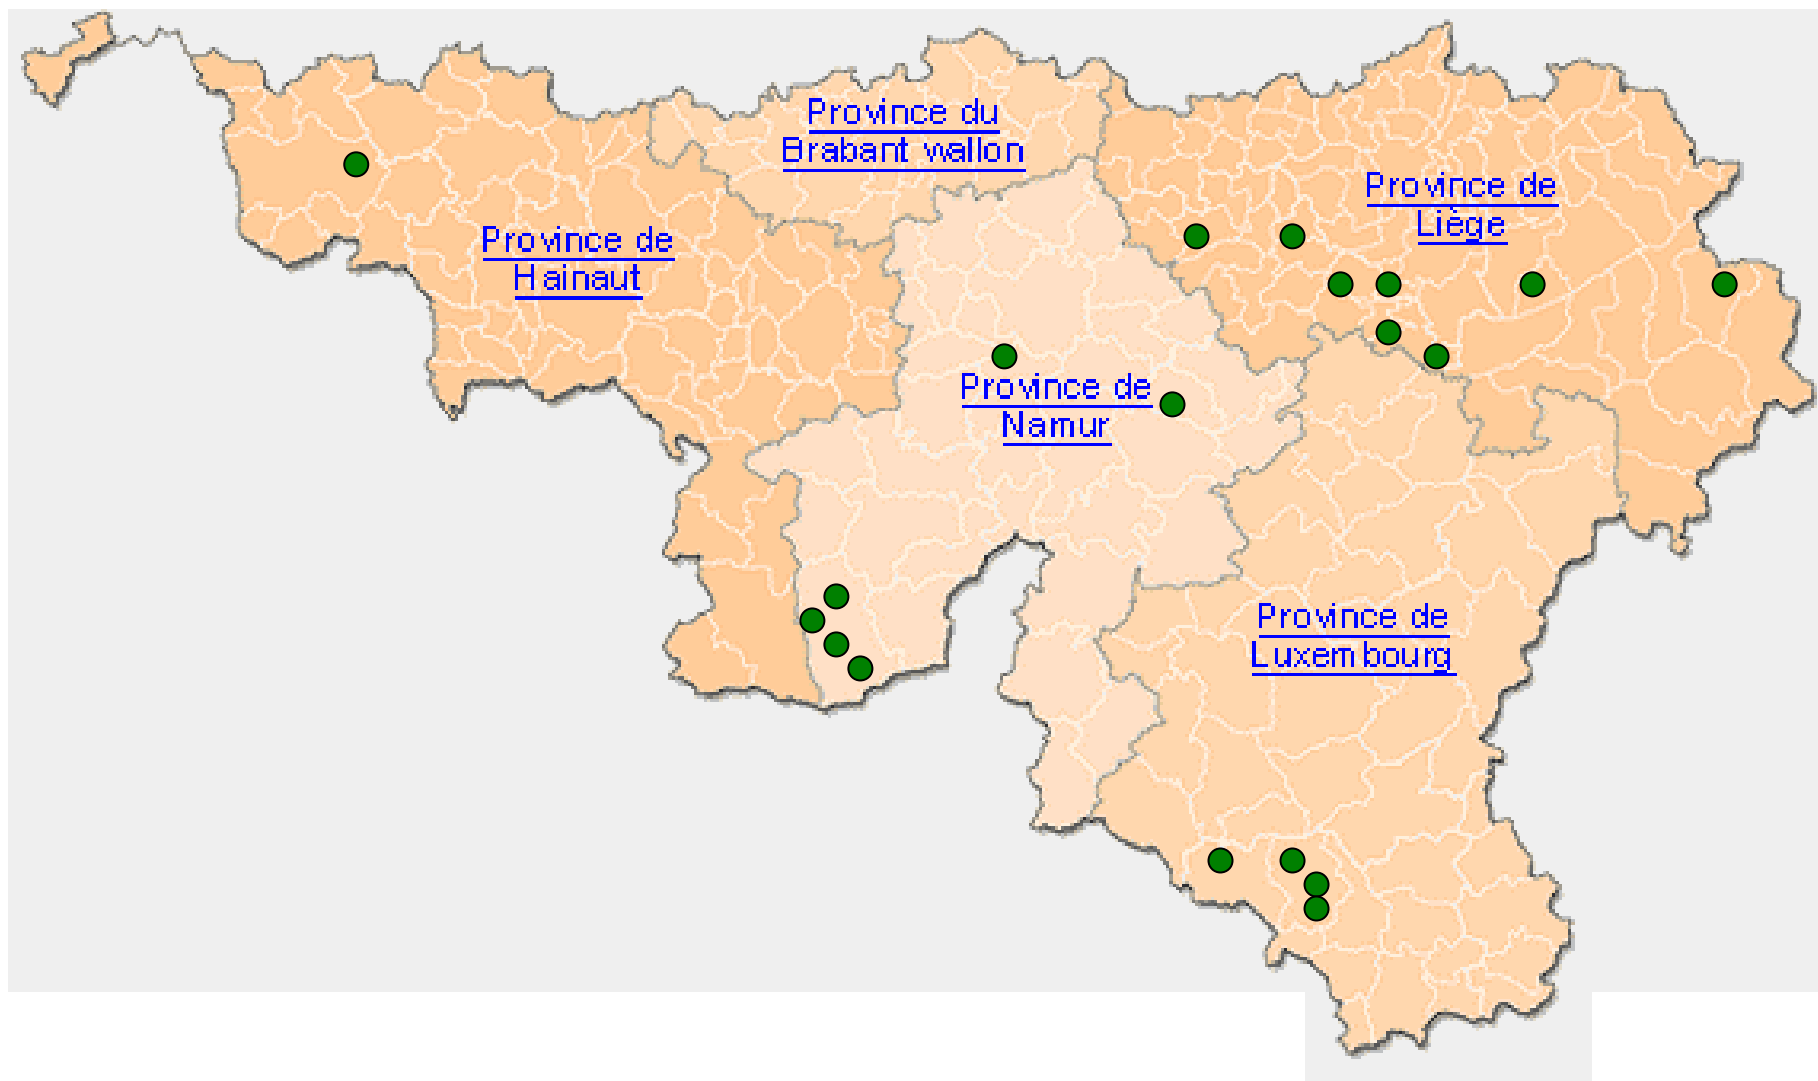 Province du
Brabant wallon
Province de
Liège
Province de
Hainaut
Province de
Namur
Province de
Luxembourg